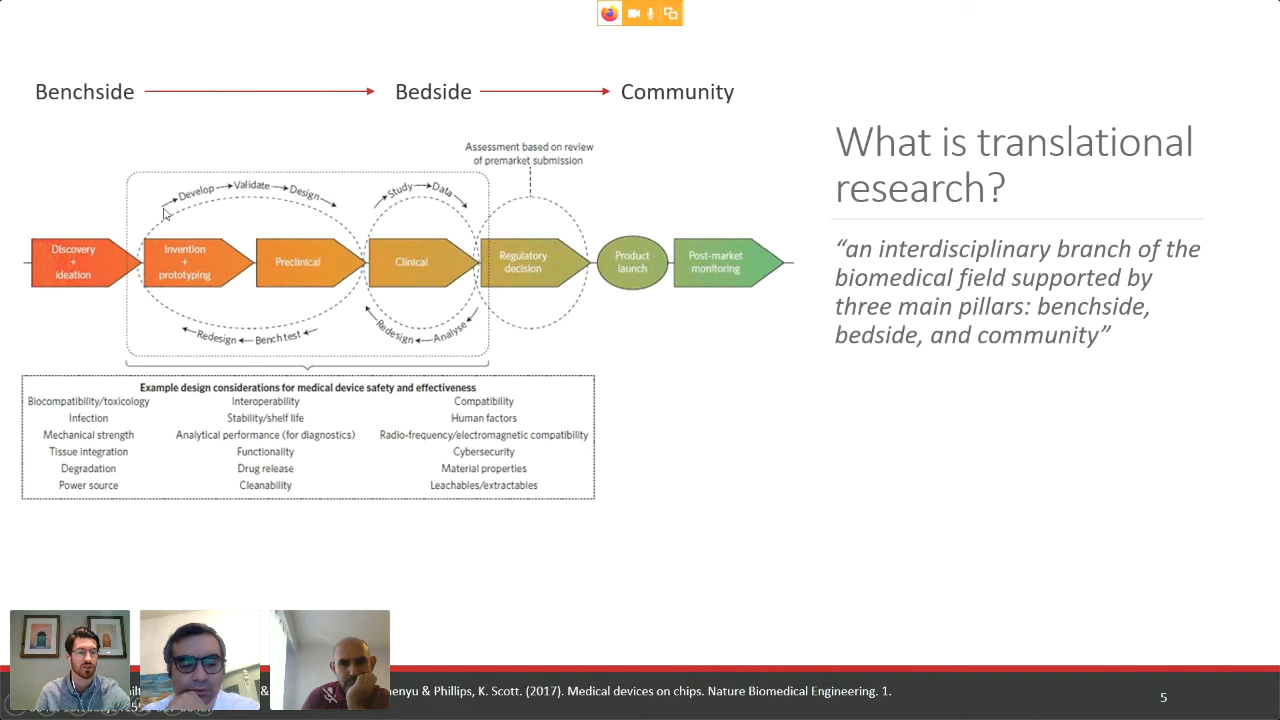 Benchside
Bedside
Community
What is translational
research?
Assessment based on review
of premarket submission
Develop
Validate
Design
Study
Data
Discovery
+
ideation
Invention
+
prototyping
Preclinical
Clinical
Regulatory
decision
Product
launch
Post-market
monitoring
Redesign
Bench test
Redesign
Analyse
“an interdisciplinary branch of the
biomedical field supported by
three main pillars: benchside,
bedside, and community”
Example design considerations for medical device safety and effectiveness
Biocompatibility/toxicology Interoperability Compatibility
Infection Stability/shelf life Human factors
Mechanical strength Analytical performance (for diagnostics) Radio-frequency/electromagnetic compatibility
Tissue integration Functionality Cybersecurity
Degradation Drug release Material properties
Power source Cleanability Leachables/extractables
& Phillips, K. Scott. (2017). Medical devices on chips. Nature Biomedical Engineering. 1.
5